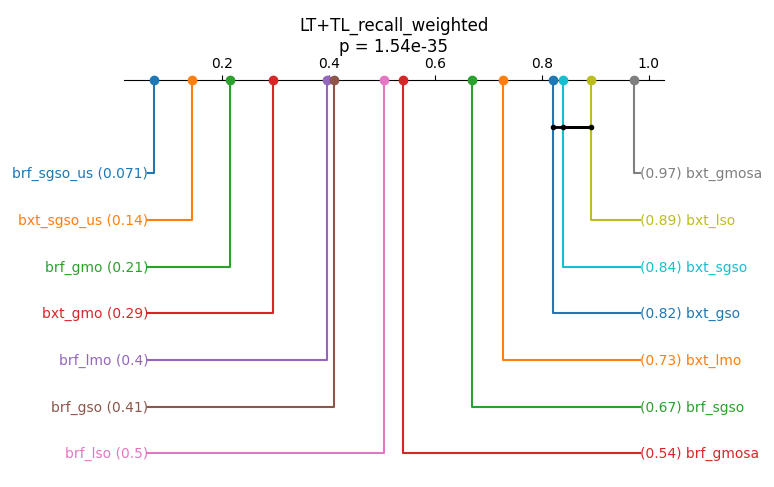 LT+TL_recall_weighted
p = 1.54e-35
0.2 0.4 0.6 0.8 1.0
brf_sgso_us (0.071) (0.97) bxt_gmosa
bxt_sgso_us (0.14) (0.89) bxt_lso
brf_gmo (0.21) (0.84) bxt_sgso
bxt_gmo (0.29) (0.82) bxt_gso
brf_lmo (0.4) (0.73) bxt_lmo
brf_gso (0.41) (0.67) brf_sgso
brf_lso (0.5) (0.54) brf_gmosa